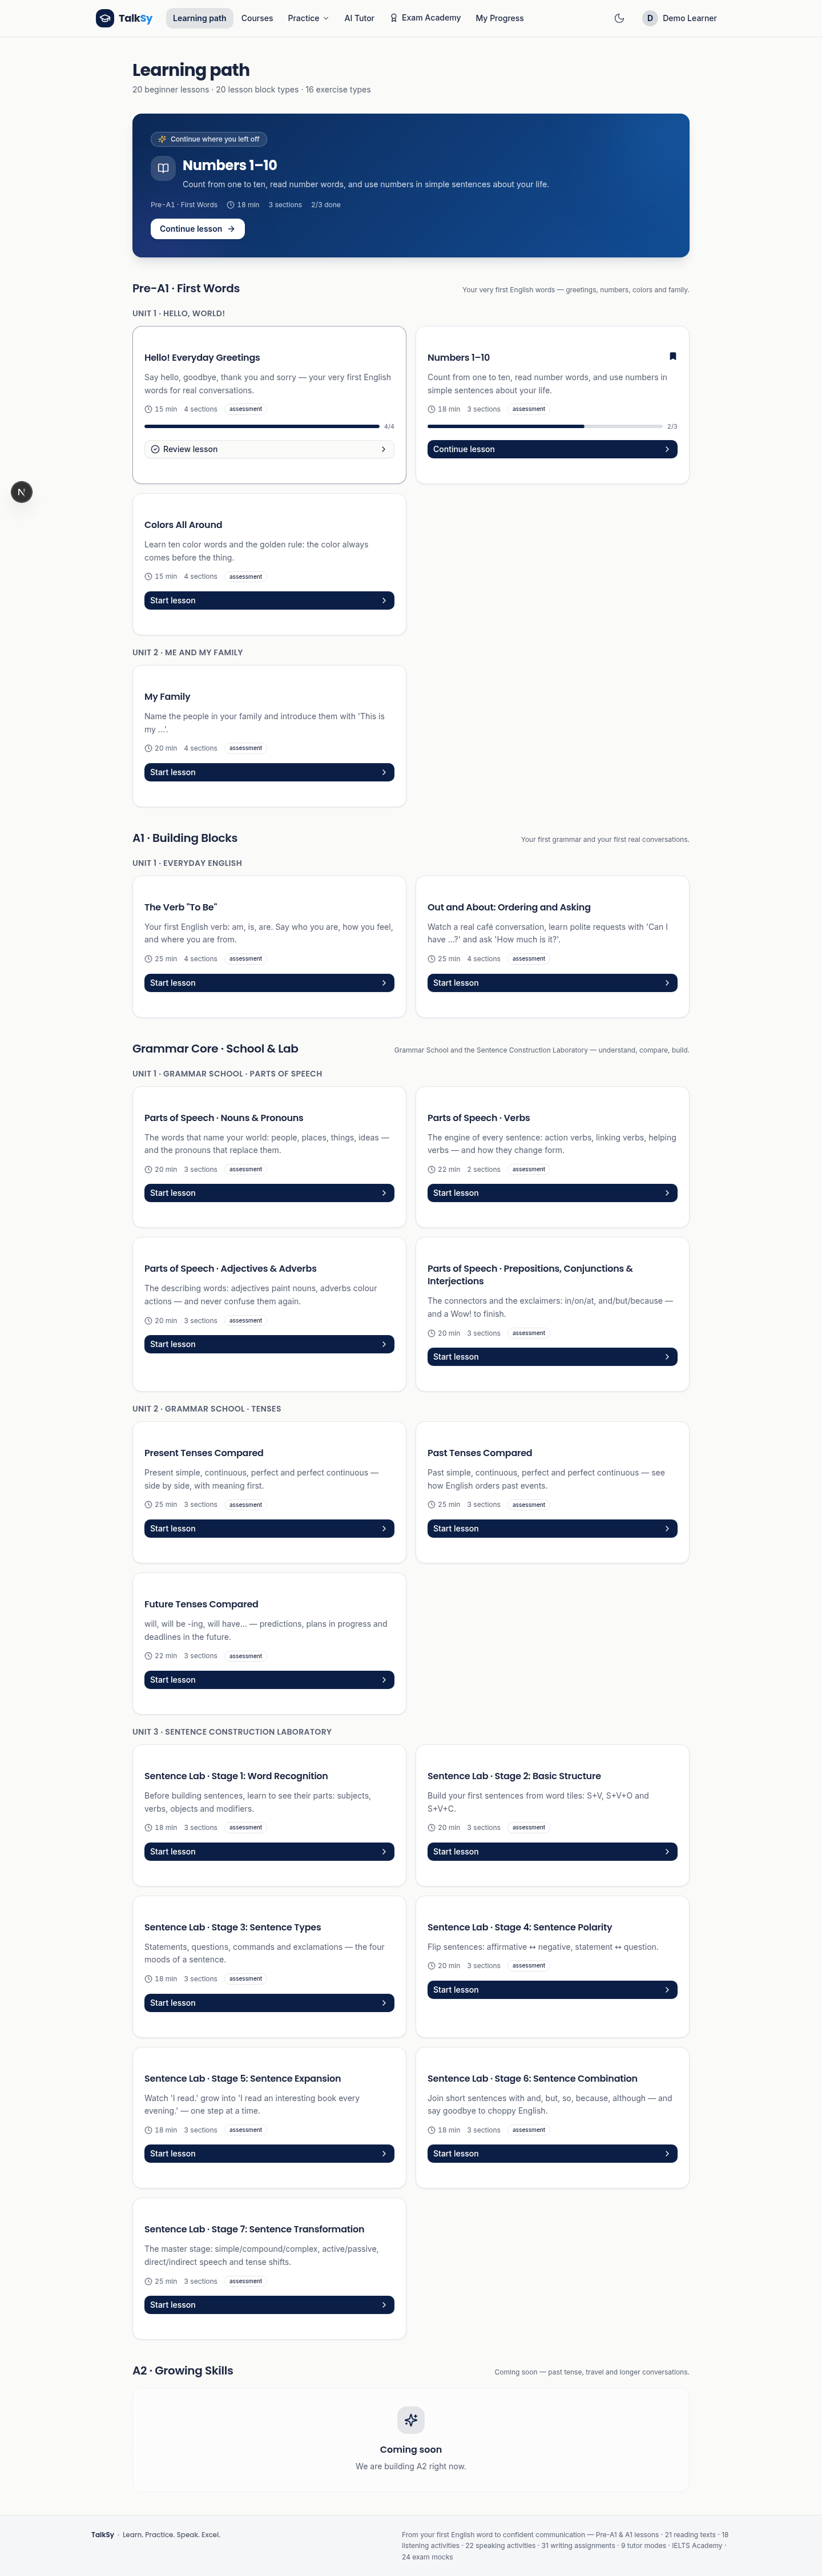 TalkSy
Learning path
Courses
Practice
AI Tutor
Exam Academy
My Progress
D
Demo Learner
Learning path
20 beginner lessons · 20 lesson block types · 16 exercise types
Continue where you left off
Numbers 1–10
Count from one to ten, read number words, and use numbers in simple sentences about your life.
Pre-A1 · First Words 18 min 3 sections 2/3 done
Continue lesson
Pre-A1 · First Words
Your very first English words — greetings, numbers, colors and family.
UNIT 1 · HELLO, WORLD!
Hello! Everyday Greetings
Say hello, goodbye, thank you and sorry — your very first English
words for real conversations.
15 min 4 sections assessment
4/4
Review lesson
Numbers 1–10
Count from one to ten, read number words, and use numbers in
simple sentences about your life.
18 min 3 sections assessment
2/3
Continue lesson
N
Colors All Around
Learn ten color words and the golden rule: the color always
comes before the thing.
15 min 4 sections assessment
Start lesson
UNIT 2 · ME AND MY FAMILY
My Family
Name the people in your family and introduce them with 'This is
my …'.
20 min 4 sections assessment
Start lesson
A1 · Building Blocks
Your first grammar and your first real conversations.
UNIT 1 · EVERYDAY ENGLISH
The Verb "To Be"
Your first English verb: am, is, are. Say who you are, how you feel,
and where you are from.
25 min 4 sections assessment
Start lesson
Out and About: Ordering and Asking
Watch a real café conversation, learn polite requests with 'Can I
have …?' and ask 'How much is it?'.
25 min 4 sections assessment
Start lesson
Grammar Core · School & Lab
Grammar School and the Sentence Construction Laboratory — understand, compare, build.
UNIT 1 · GRAMMAR SCHOOL · PARTS OF SPEECH
Parts of Speech · Nouns & Pronouns
The words that name your world: people, places, things, ideas —
and the pronouns that replace them.
20 min 3 sections assessment
Start lesson
Parts of Speech · Verbs
The engine of every sentence: action verbs, linking verbs, helping
verbs — and how they change form.
22 min 2 sections assessment
Start lesson
Parts of Speech · Adjectives & Adverbs
The describing words: adjectives paint nouns, adverbs colour
actions — and never confuse them again.
20 min 3 sections assessment
Start lesson
Parts of Speech · Prepositions, Conjunctions &
Interjections
The connectors and the exclaimers: in/on/at, and/but/because —
and a Wow! to finish.
20 min 3 sections assessment
Start lesson
UNIT 2 · GRAMMAR SCHOOL · TENSES
Present Tenses Compared
Present simple, continuous, perfect and perfect continuous —
side by side, with meaning first.
25 min 3 sections assessment
Start lesson
Past Tenses Compared
Past simple, continuous, perfect and perfect continuous — see
how English orders past events.
25 min 3 sections assessment
Start lesson
Future Tenses Compared
will, will be -ing, will have… — predictions, plans in progress and
deadlines in the future.
22 min 3 sections assessment
Start lesson
UNIT 3 · SENTENCE CONSTRUCTION LABORATORY
Sentence Lab · Stage 1: Word Recognition
Before building sentences, learn to see their parts: subjects,
verbs, objects and modifiers.
18 min 3 sections assessment
Start lesson
Sentence Lab · Stage 2: Basic Structure
Build your first sentences from word tiles: S+V, S+V+O and
S+V+C.
20 min 3 sections assessment
Start lesson
Sentence Lab · Stage 3: Sentence Types
Statements, questions, commands and exclamations — the four
moods of a sentence.
18 min 3 sections assessment
Start lesson
Sentence Lab · Stage 4: Sentence Polarity
Flip sentences: affirmative ↔ negative, statement ↔ question.
20 min 3 sections assessment
Start lesson
Sentence Lab · Stage 5: Sentence Expansion
Watch 'I read.' grow into 'I read an interesting book every
evening.' — one step at a time.
18 min 3 sections assessment
Start lesson
Sentence Lab · Stage 6: Sentence Combination
Join short sentences with and, but, so, because, although — and
say goodbye to choppy English.
18 min 3 sections assessment
Start lesson
Sentence Lab · Stage 7: Sentence Transformation
The master stage: simple/compound/complex, active/passive,
direct/indirect speech and tense shifts.
25 min 3 sections assessment
Start lesson
A2 · Growing Skills
Coming soon — past tense, travel and longer conversations.
Coming soon
We are building A2 right now.
TalkSy · Learn. Practice. Speak. Excel.
From your first English word to confident communication — Pre-A1 & A1 lessons · 21 reading texts · 18
listening activities · 22 speaking activities · 31 writing assignments · 9 tutor modes · IELTS Academy ·
24 exam mocks